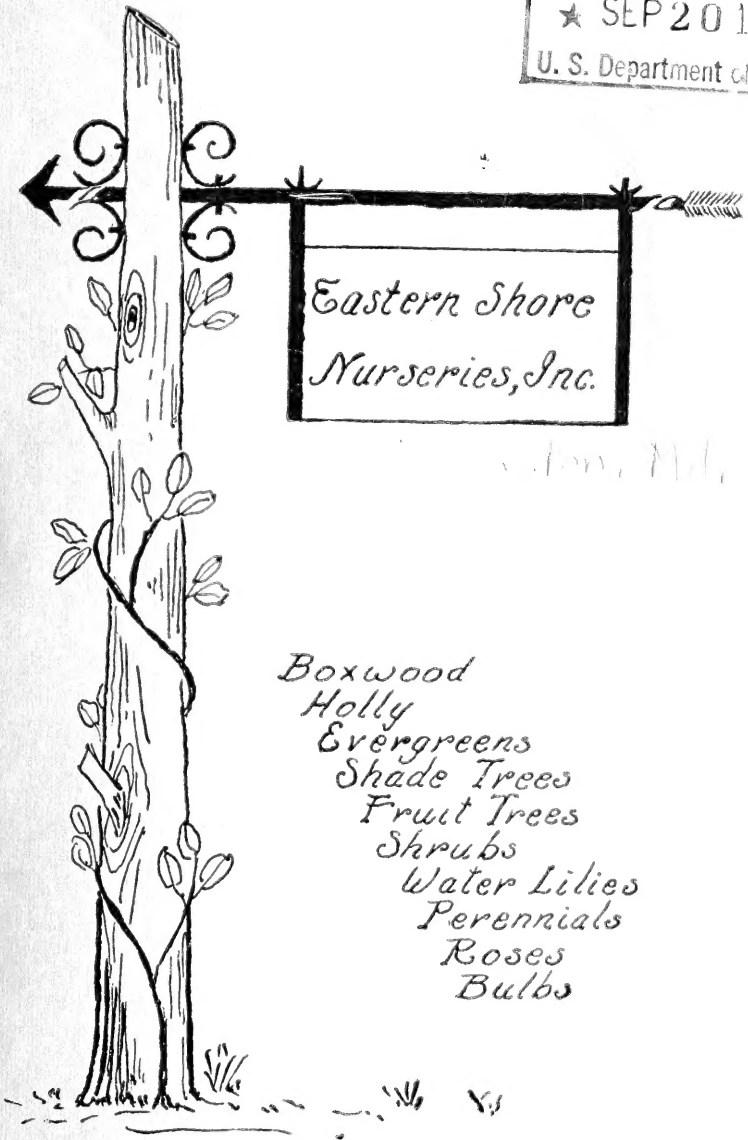 ★ SEP 20 1
U. S. Department of
Eastern Shore
Nurseries, Inc.
Md.
Boxwood
Holly
Evergreens
Shade Trees
Fruit Trees
Shrubs
Water Lilies
Perennials
Roses
Bulbs